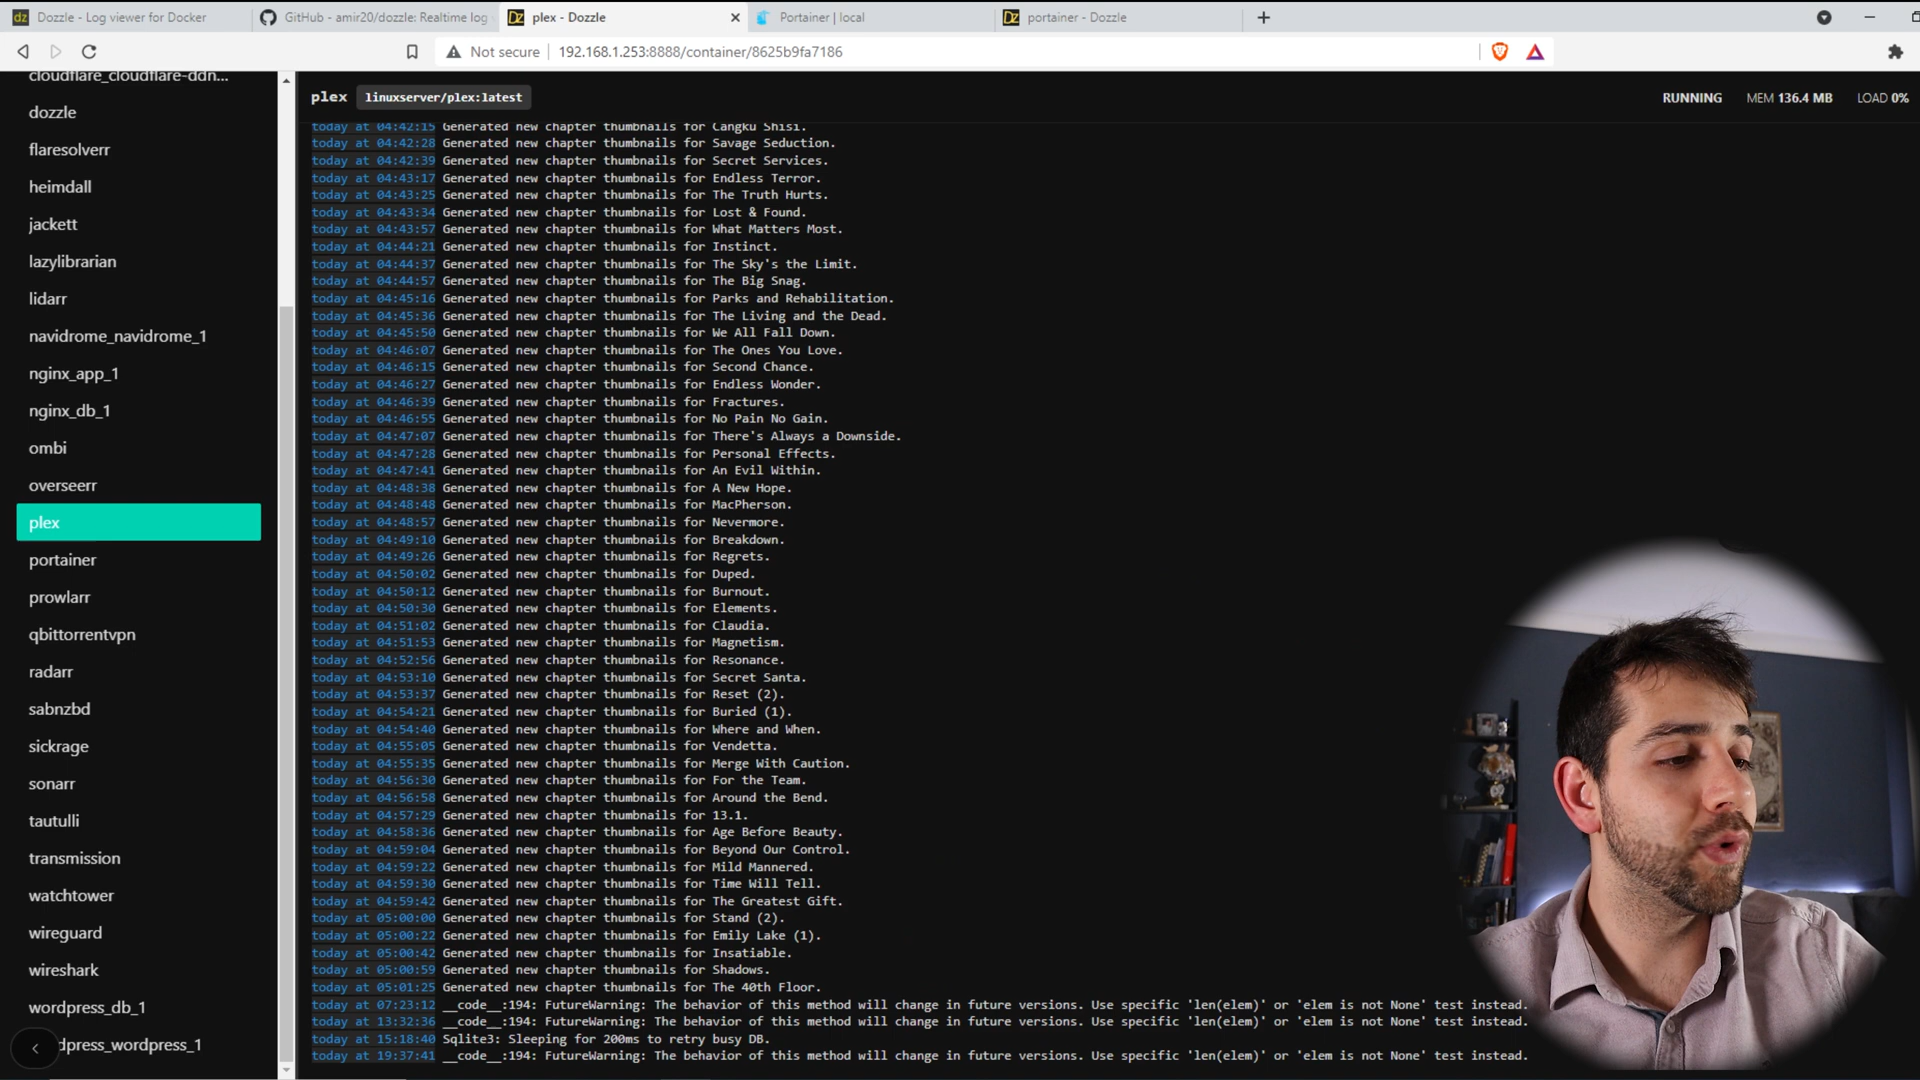 Dozzle - Log viewer for Docker
GitHub - amir20/dozzle: Realtime log
plex - Dozzle
Portainer | local
portainer - Dozzle
Not secure
192.168.1.253:8888/container/8625b9fa7186
cloudflare_cloudflare-ddn...
dozzle
flaresolverr
heimdall
jackett
lazylibrarian
lidarr
navidrome_navidrome_1
nginx_app_1
nginx_db_1
ombi
overseerr
plex
portainer
prowlarr
qbittorrentvpn
radarr
sabnzbd
sickrage
sonarr
tautulli
transmission
watchtower
wireguard
wireshark
wordpress_db_1
dpress_wordpress_1
plex linuxserver/plex:latest
RUNNING MEM 136.4 MB LOAD 0%
today at 04:42:15 Generated new chapter thumbnails for Cangku Shisi.
today at 04:42:28 Generated new chapter thumbnails for Savage Seduction.
today at 04:42:39 Generated new chapter thumbnails for Secret Services.
today at 04:43:17 Generated new chapter thumbnails for Endless Terror.
today at 04:43:25 Generated new chapter thumbnails for The Truth Hurts.
today at 04:43:34 Generated new chapter thumbnails for Lost & Found.
today at 04:43:57 Generated new chapter thumbnails for What Matters Most.
today at 04:44:21 Generated new chapter thumbnails for Instinct.
today at 04:44:37 Generated new chapter thumbnails for The Sky's the Limit.
today at 04:44:57 Generated new chapter thumbnails for The Big Snag.
today at 04:45:16 Generated new chapter thumbnails for Parks and Rehabilitation.
today at 04:45:36 Generated new chapter thumbnails for The Living and the Dead.
today at 04:45:50 Generated new chapter thumbnails for We All Fall Down.
today at 04:46:07 Generated new chapter thumbnails for The Ones You Love.
today at 04:46:15 Generated new chapter thumbnails for Second Chance.
today at 04:46:27 Generated new chapter thumbnails for Endless Wonder.
today at 04:46:39 Generated new chapter thumbnails for Fractures.
today at 04:46:55 Generated new chapter thumbnails for No Pain No Gain.
today at 04:47:07 Generated new chapter thumbnails for There's Always a Downside.
today at 04:47:28 Generated new chapter thumbnails for Personal Effects.
today at 04:47:41 Generated new chapter thumbnails for An Evil Within.
today at 04:48:38 Generated new chapter thumbnails for A New Hope.
today at 04:48:48 Generated new chapter thumbnails for MacPherson.
today at 04:48:57 Generated new chapter thumbnails for Nevermore.
today at 04:49:10 Generated new chapter thumbnails for Breakdown.
today at 04:49:26 Generated new chapter thumbnails for Regrets.
today at 04:50:02 Generated new chapter thumbnails for Duped.
today at 04:50:12 Generated new chapter thumbnails for Burnout.
today at 04:50:30 Generated new chapter thumbnails for Elements.
today at 04:51:02 Generated new chapter thumbnails for Claudia.
today at 04:51:53 Generated new chapter thumbnails for Magnetism.
today at 04:52:56 Generated new chapter thumbnails for Resonance.
today at 04:53:10 Generated new chapter thumbnails for Secret Santa.
today at 04:53:37 Generated new chapter thumbnails for Reset (2).
today at 04:54:21 Generated new chapter thumbnails for Buried (1).
today at 04:54:40 Generated new chapter thumbnails for Where and When.
today at 04:55:05 Generated new chapter thumbnails for Vendetta.
today at 04:55:35 Generated new chapter thumbnails for Merge With Caution.
today at 04:56:30 Generated new chapter thumbnails for For the Team.
today at 04:56:58 Generated new chapter thumbnails for Around the Bend.
today at 04:57:29 Generated new chapter thumbnails for 13.1.
today at 04:58:36 Generated new chapter thumbnails for Age Before Beauty.
today at 04:59:04 Generated new chapter thumbnails for Beyond Our Control.
today at 04:59:22 Generated new chapter thumbnails for Mild Mannered.
today at 04:59:30 Generated new chapter thumbnails for Time Will Tell.
today at 04:59:42 Generated new chapter thumbnails for The Greatest Gift.
today at 05:00:00 Generated new chapter thumbnails for Stand (2).
today at 05:00:22 Generated new chapter thumbnails for Emily Lake (1).
today at 05:00:42 Generated new chapter thumbnails for Insatiable.
today at 05:00:59 Generated new chapter thumbnails for Shadows.
today at 05:01:25 Generated new chapter thumbnails for The 40th Floor.
today at 07:23:12 __code__:194: FutureWarning: The behavior of this method will change in future versions. Use specific 'len(elem)' or 'elem is not None' test instead.
today at 13:32:36 __code__:194: FutureWarning: The behavior of this method will change in future versions. Use specific 'len(elem)' or 'elem is not None' test instead.
today at 15:18:40 Sqlite3: Sleeping for 200ms to retry busy DB.
today at 19:37:41 __code__:194: FutureWarning: The behavior of this method will change in future versions. Use specific 'len(elem)' or 'elem is not None' test instead.